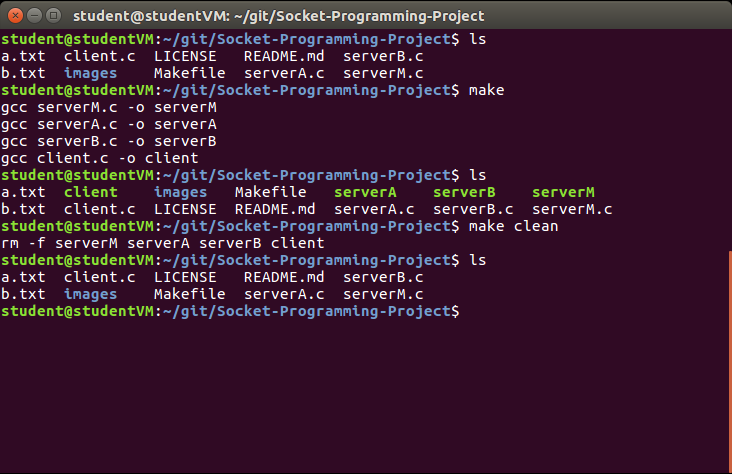 student@studentVM: ~/git/Socket-Programming-Project
student@studentVM:~/git/Socket-Programming-Project$ ls
a.txt  client.c  LICENSE   README.md  serverB.c
b.txt  images    Makefile  serverA.c  serverM.c
student@studentVM:~/git/Socket-Programming-Project$ make
gcc serverM.c -o serverM
gcc serverA.c -o serverA
gcc serverB.c -o serverB
gcc client.c -o client
student@studentVM:~/git/Socket-Programming-Project$ ls
a.txt  client    images   Makefile   serverA    serverB    serverM
b.txt  client.c  LICENSE  README.md  serverA.c  serverB.c  serverM.c
student@studentVM:~/git/Socket-Programming-Project$ make clean
rm -f serverM serverA serverB client
student@studentVM:~/git/Socket-Programming-Project$ ls
a.txt  client.c  LICENSE   README.md  serverB.c
b.txt  images    Makefile  serverA.c  serverM.c
student@studentVM:~/git/Socket-Programming-Project$